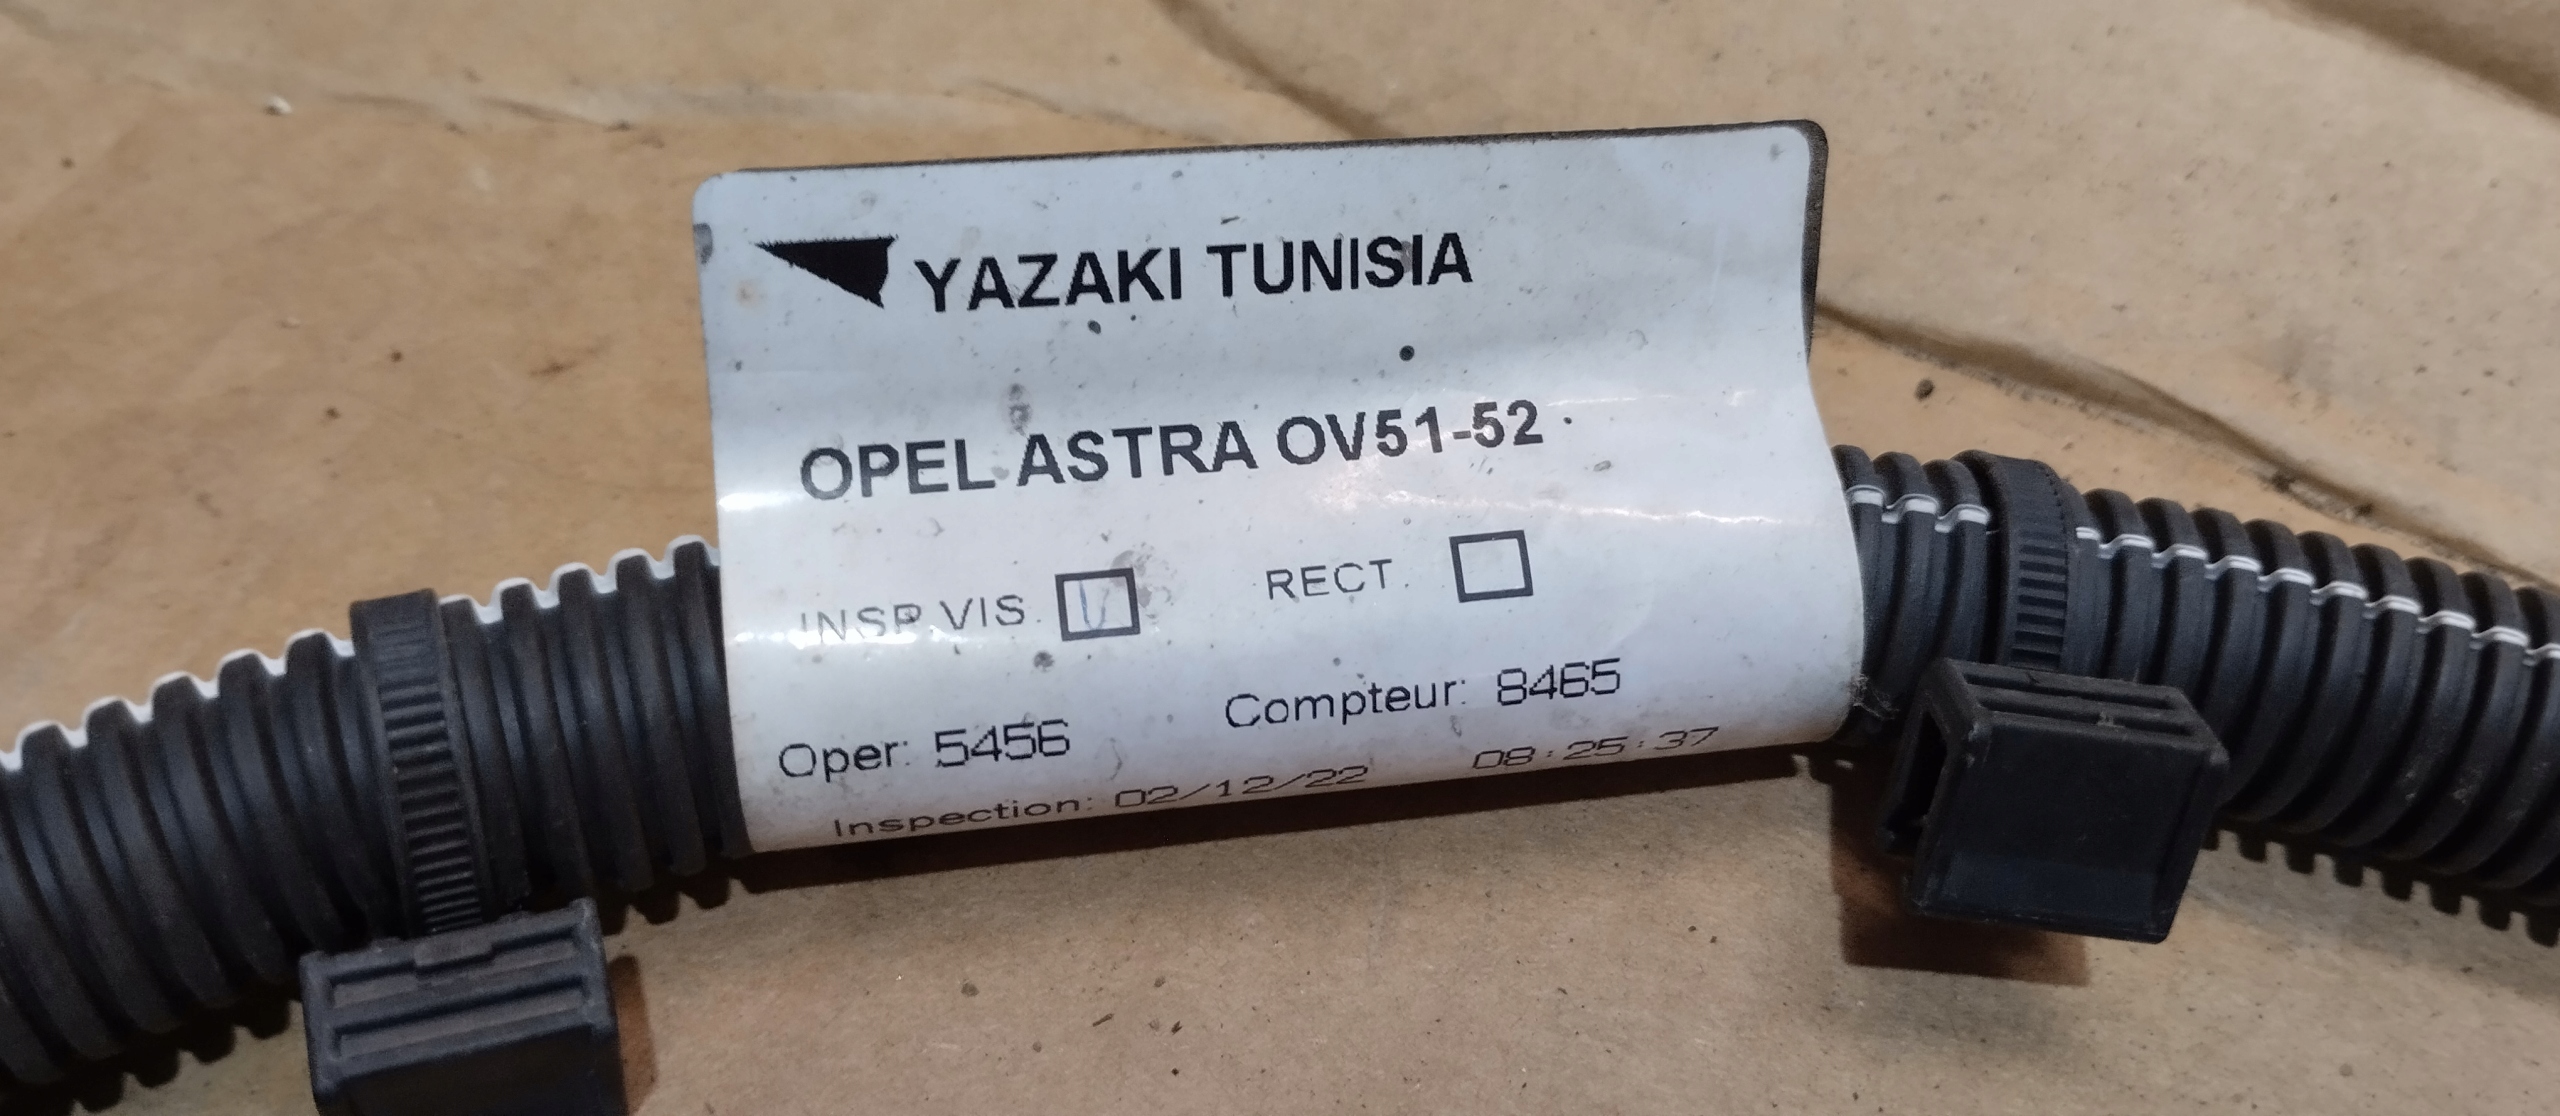 YAZAKI TUNISIA
OPEL ASTRA OV51-52
INSP.VIS. RECT.
Oper: 5456 Compteur: 8465
Inspection: 02/12/22 08:25:37